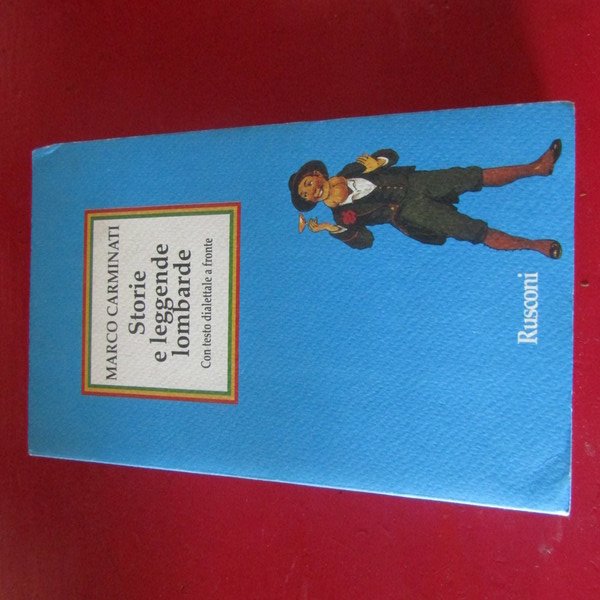 MARCO CARMINATI
Storie
e leggende
lombarde
Con testo dialettale a fronte
Rusconi